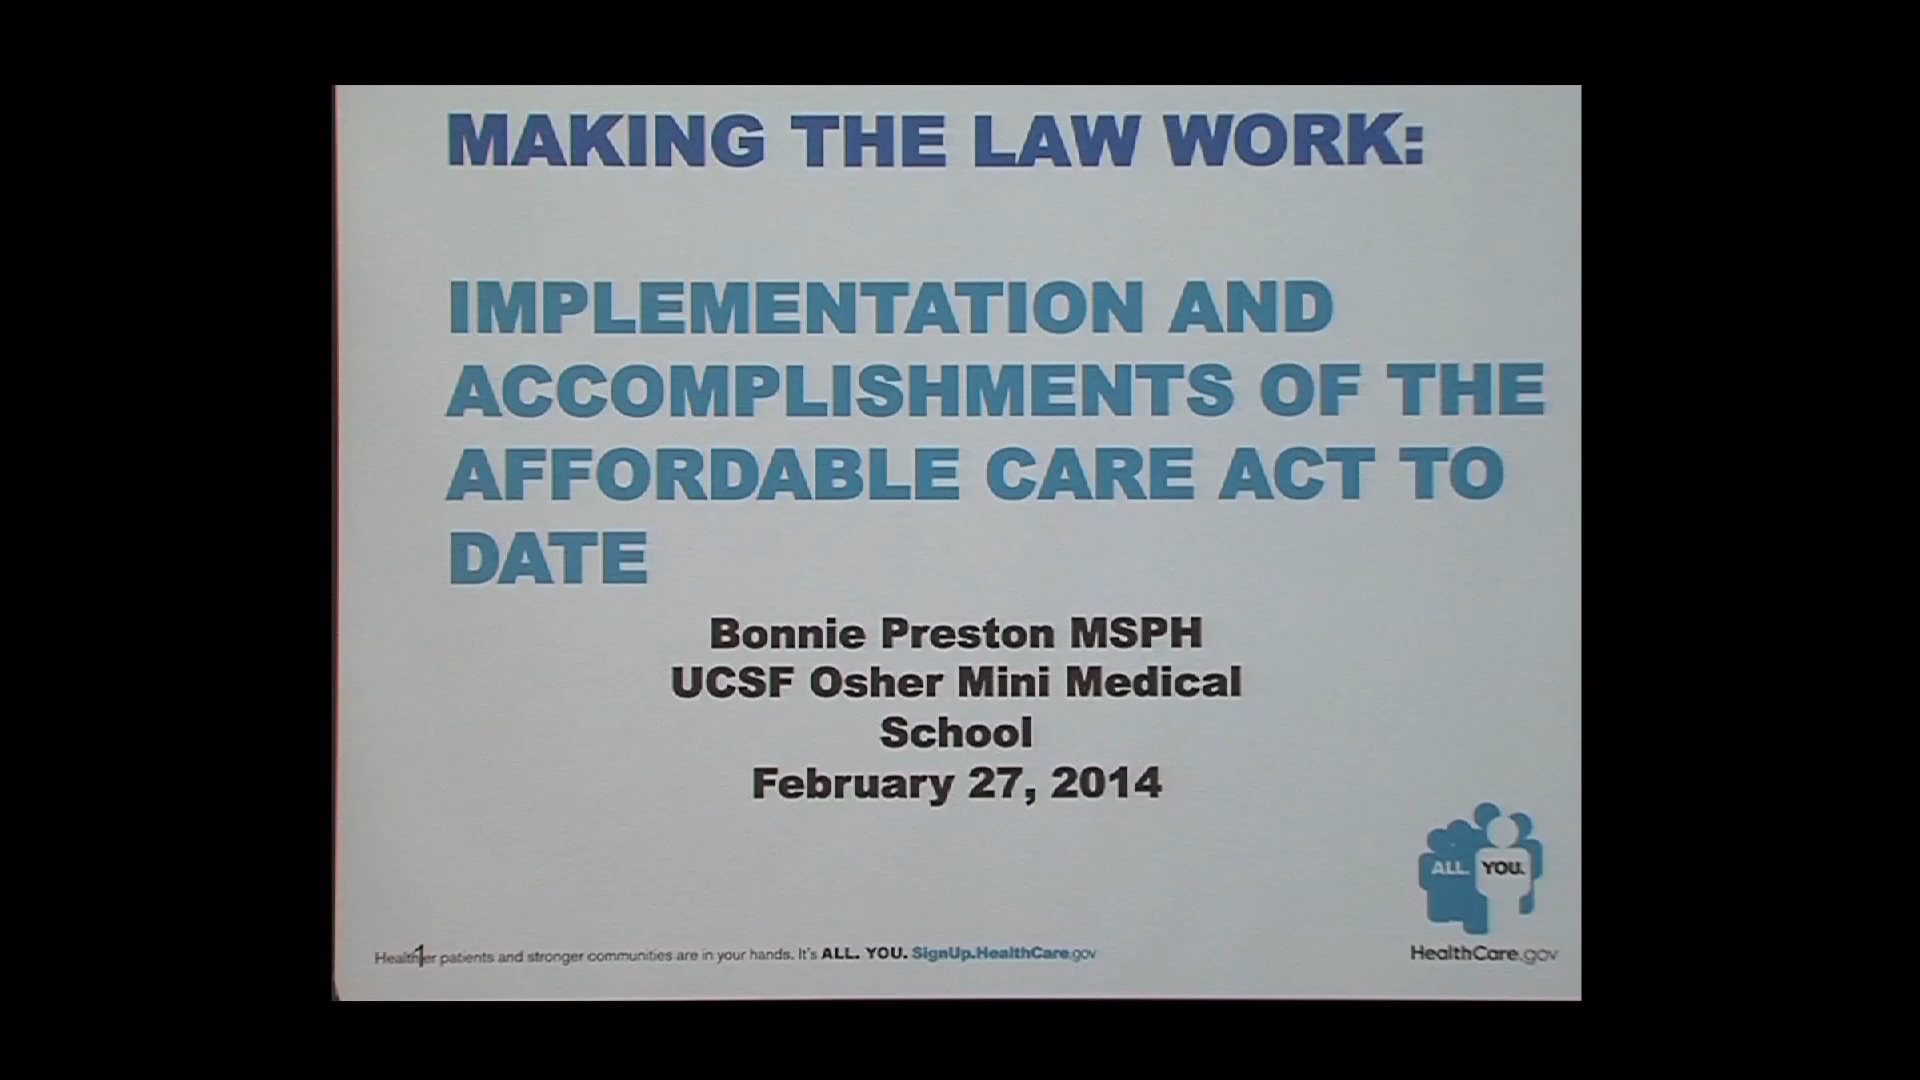 MAKING THE LAW WORK:
IMPLEMENTATION AND
ACCOMPLISHMENTS OF THE
AFFORDABLE CARE ACT TO
DATE
Bonnie Preston MSPH
UCSF Osher Mini Medical
School
February 27, 2014
ALL. YOU.
HealthCare.gov
Healthier patients and stronger communities are in your hands. It's ALL. YOU. SignUp.HealthCare.gov
1